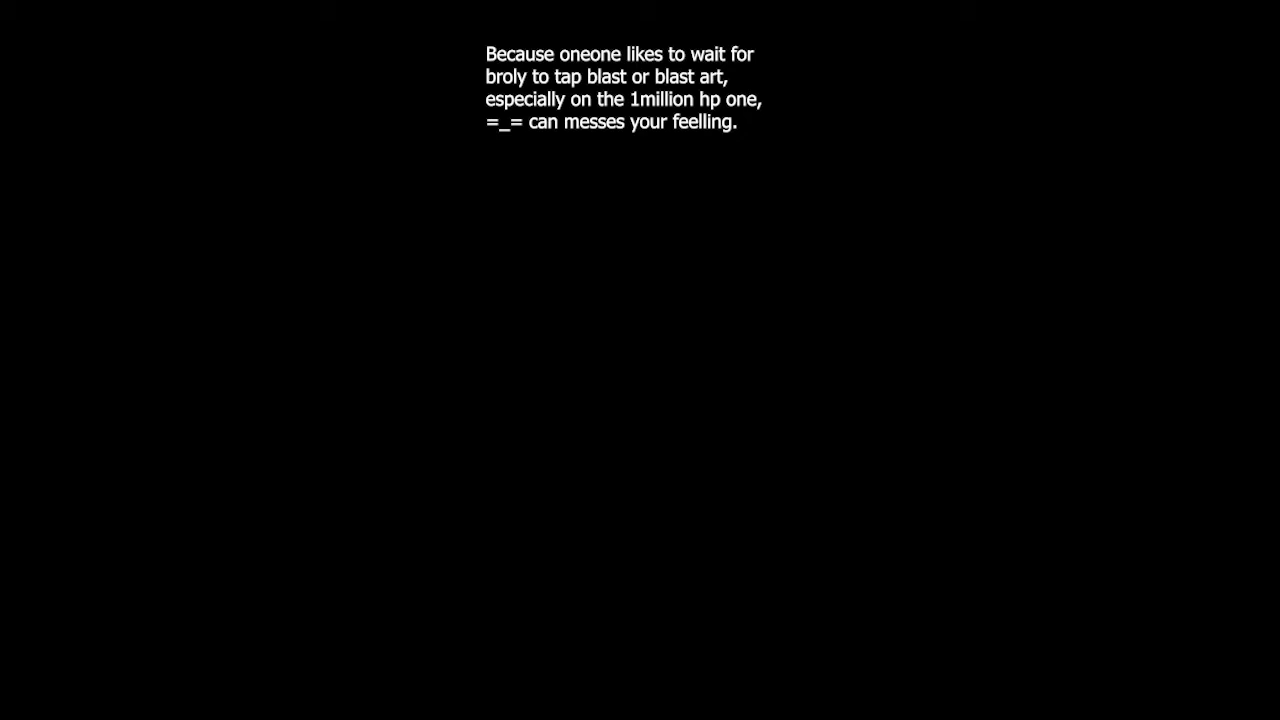 Because oneone likes to wait for
broly to tap blast or blast art,
especially on the 1million hp one,
=_= can messes your feelling.